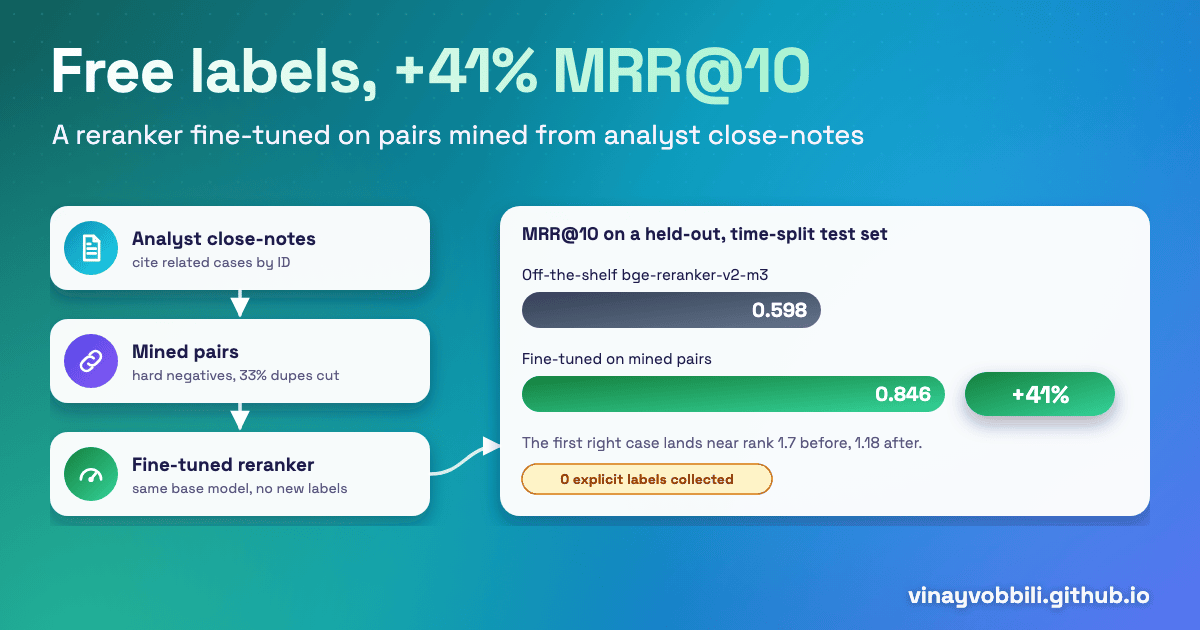 Free labels, +41% MRR@10
A reranker fine-tuned on pairs mined from analyst close-notes
Analyst close-notes
cite related cases by ID
Mined pairs
hard negatives, 33% dupes cut
Fine-tuned reranker
same base model, no new labels
MRR@10 on a held-out, time-split test set
Off-the-shelf bge-reranker-v2-m3
0.598
Fine-tuned on mined pairs
0.846
+41%
The first right case lands near rank 1.7 before, 1.18 after.
0 explicit labels collected
vinayvobbili.github.io